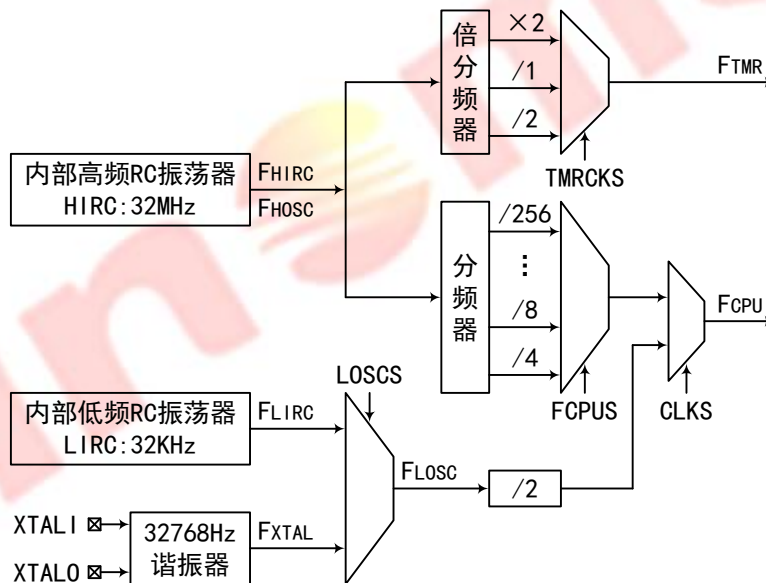 倍分频器
×2
/1
/2
FTMR
TMRCKS
内部高频RC振荡器
HIRC:32MHz
FHIRC
FHOSC
分频器
/256
⋮
/8
/4
FCPUS
CLKS
FCPU
LOSCS
内部低频RC振荡器
LIRC:32KHz
FLIRC
FLOSC
/2
XTALI
XTALO
32768Hz
谐振器
FXTAL